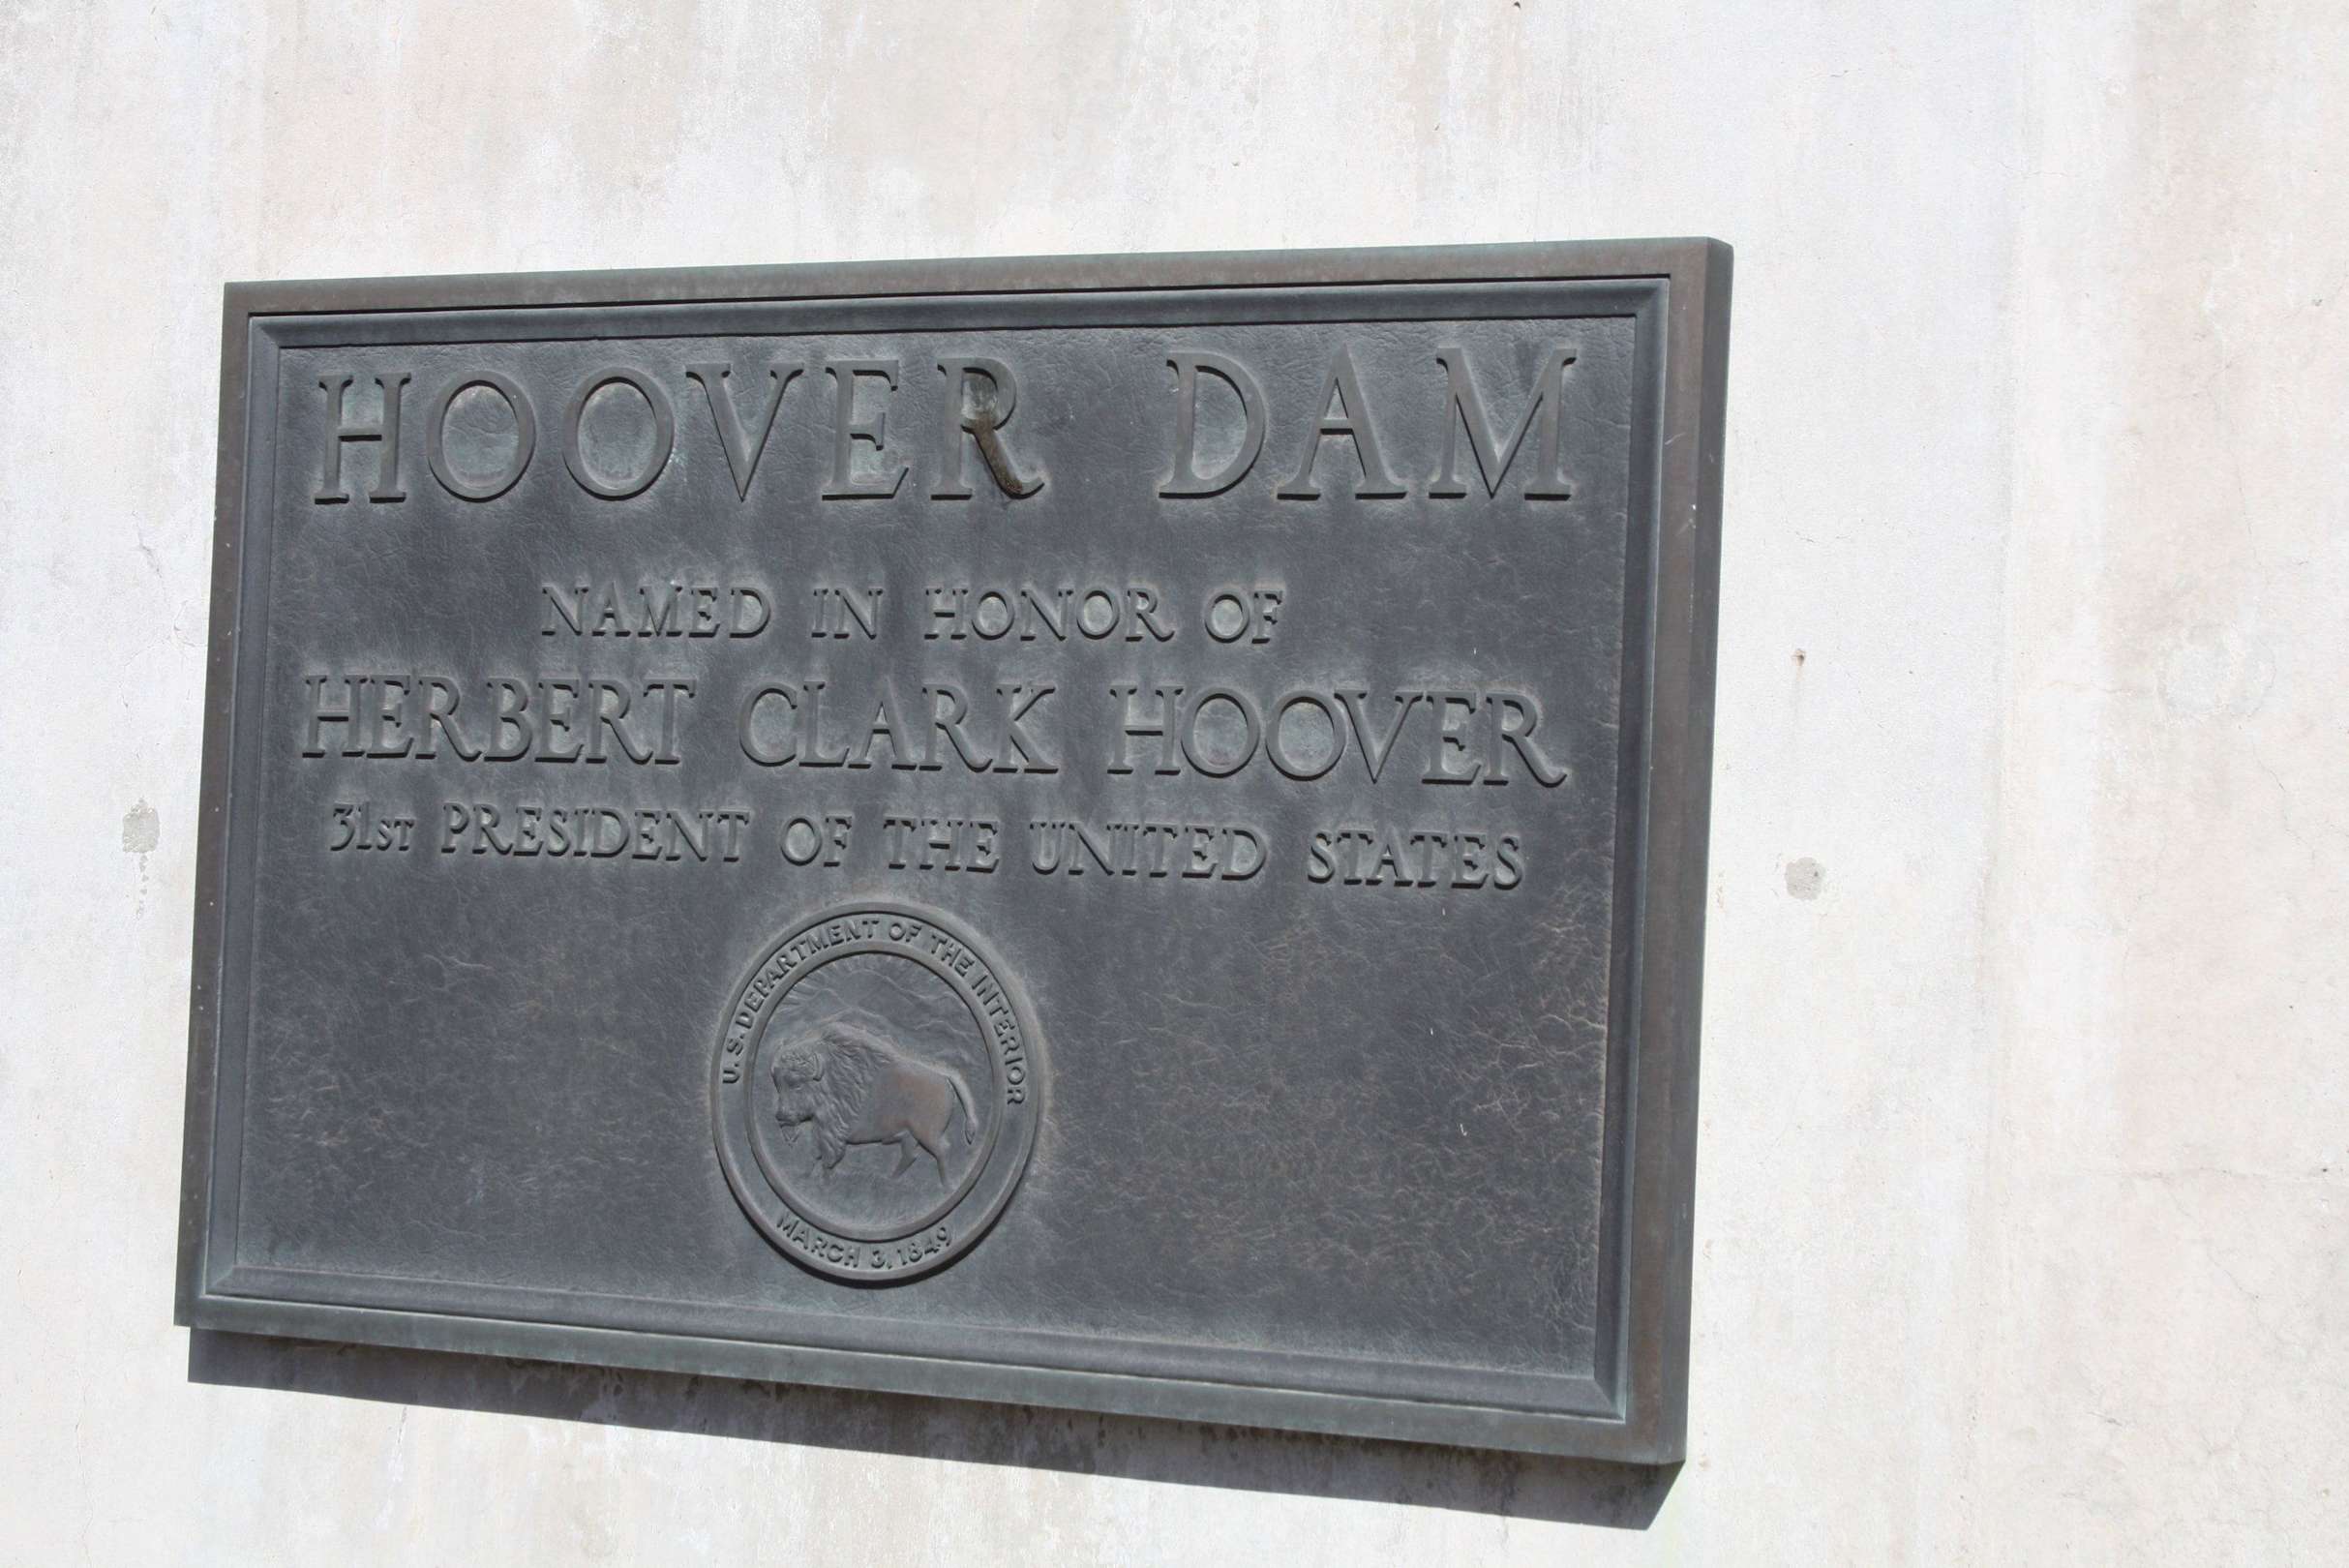 HOOVER DAM
NAMED IN HONOR OF
HERBERT CLARK HOOVER
31ST PRESIDENT OF THE UNITED STATES
U.S. DEPARTMENT OF THE INTERIOR
MARCH 3, 1849